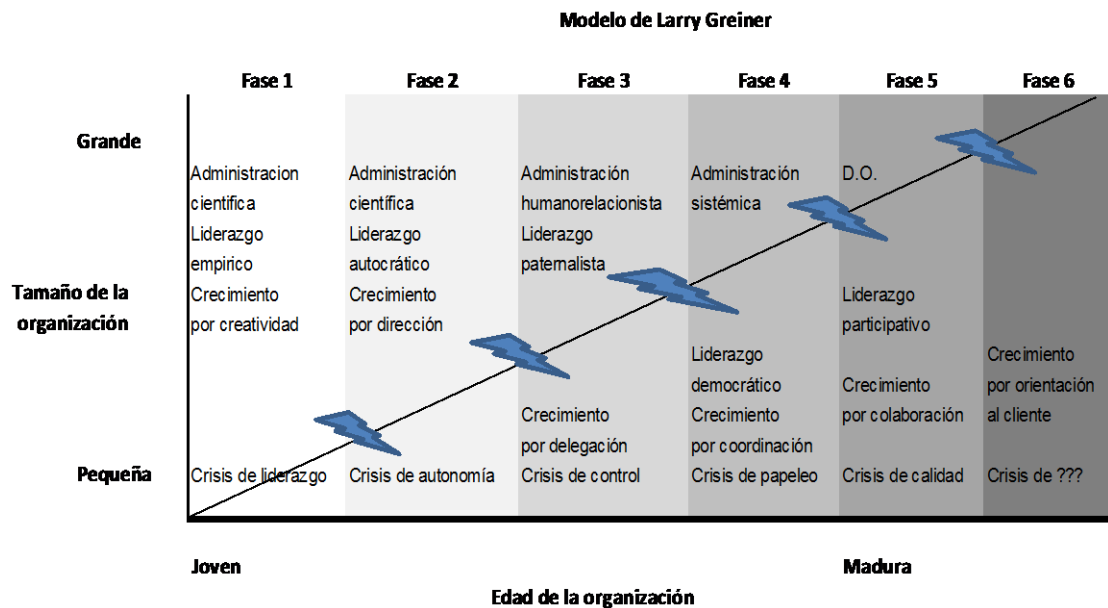 Modelo de Larry Greiner
Fase 1
Fase 2
Fase 3
Fase 4
Fase 5
Fase 6
Grande
Tamaño de la
organización
Pequeña
Administracion
cientifica
Liderazgo
empirico
Crecimiento
por creatividad
Crisis de liderazgo
Administración
científica
Liderazgo
autocrático
Crecimiento
por dirección
Crisis de autonomía
Administración
humanorelacionista
Liderazgo
paternalista
Crecimiento
por delegación
Crisis de control
Administración
sistémica
Liderazgo
democrático
Crecimiento
por coordinación
Crisis de papeleo
D.O.
Liderazgo
participativo
Crecimiento
por colaboración
Crisis de calidad
Crecimiento
por orientación
al cliente
Crisis de ???
Joven
Madura
Edad de la organización